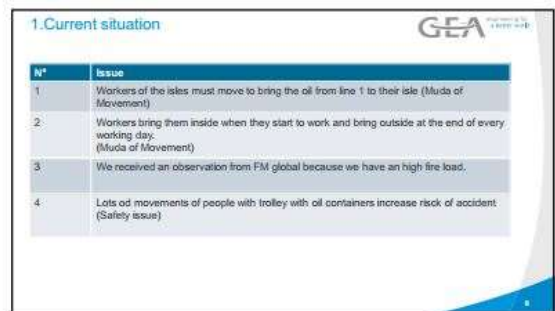 1.Current situation
GEA
N° Issue
1 Workers of the isles must move to bring the oil from line 1 to their isle (Muda of
Movement)
2 Workers bring them inside when they start to work and bring outside at the end of every
working day.
(Muda of Movement)
3 We received an observation from FM global because we have an high fire load.
4 Lots od movements of people with trolley with oil containers increase risck of accident
(Safety issue)